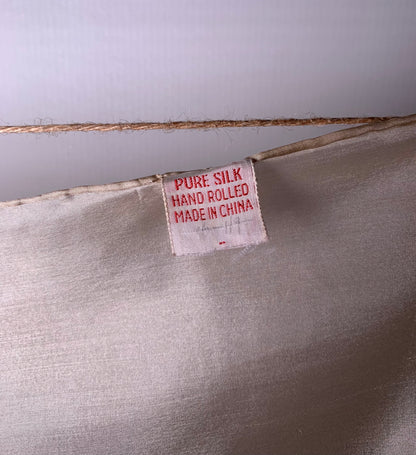 PURE SILK
HAND ROLLED
MADE IN CHINA